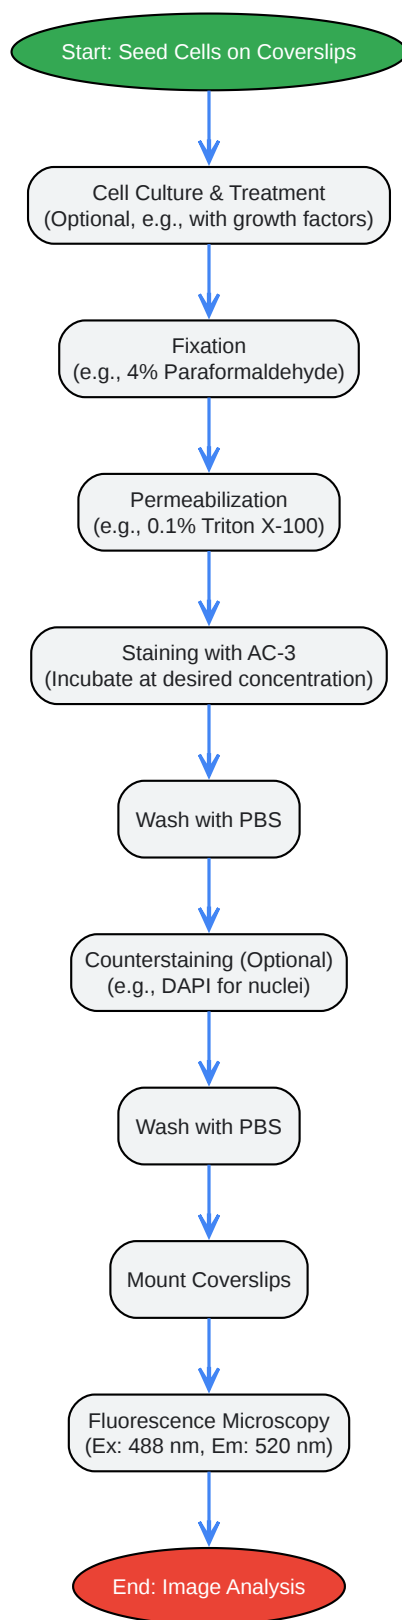 Start: Seed Cells on Coverslips
Cell Culture & Treatment
(Optional, e.g., with growth factors)
Fixation
(e.g., 4% Paraformaldehyde)
Permeabilization
(e.g., 0.1% Triton X-100)
Staining with AC-3
(Incubate at desired concentration)
Wash with PBS
Counterstaining (Optional)
(e.g., DAPI for nuclei)
Wash with PBS
Mount Coverslips
Fluorescence Microscopy
(Ex: 488 nm, Em: 520 nm)
End: Image Analysis